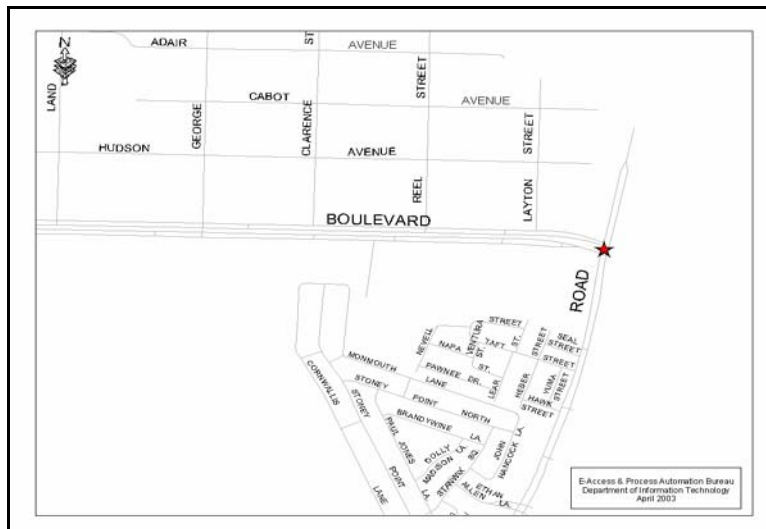 N
ADAIR AVENUE
LAND
CABOT AVENUE
GEORGE
ST
CLARENCE
STREET
REEL
STREET
LAYTON
HUDSON AVENUE
BOULEVARD
ROAD
CORNWALLIS
LANE
MONMOUTH LANE
STONEY POINT NORTH
STONEY POINT LA.
BRANDYWINE LA.
PAUL JONES
DOLLY MADISON LA.
STARWIX SQ
JOHN HANCOCK LA.
ETHAN ALLEN LA.
NEVELL
NAPA ST.
VENTURA ST.
STREET
TAFT
PAWNEE DR.
LEAR ST.
HEBER STREET
SEAL STREET
YUMA STREET
HAWK STREET
E-Access & Process Automation Bureau
Department of Information Technology
April 2003